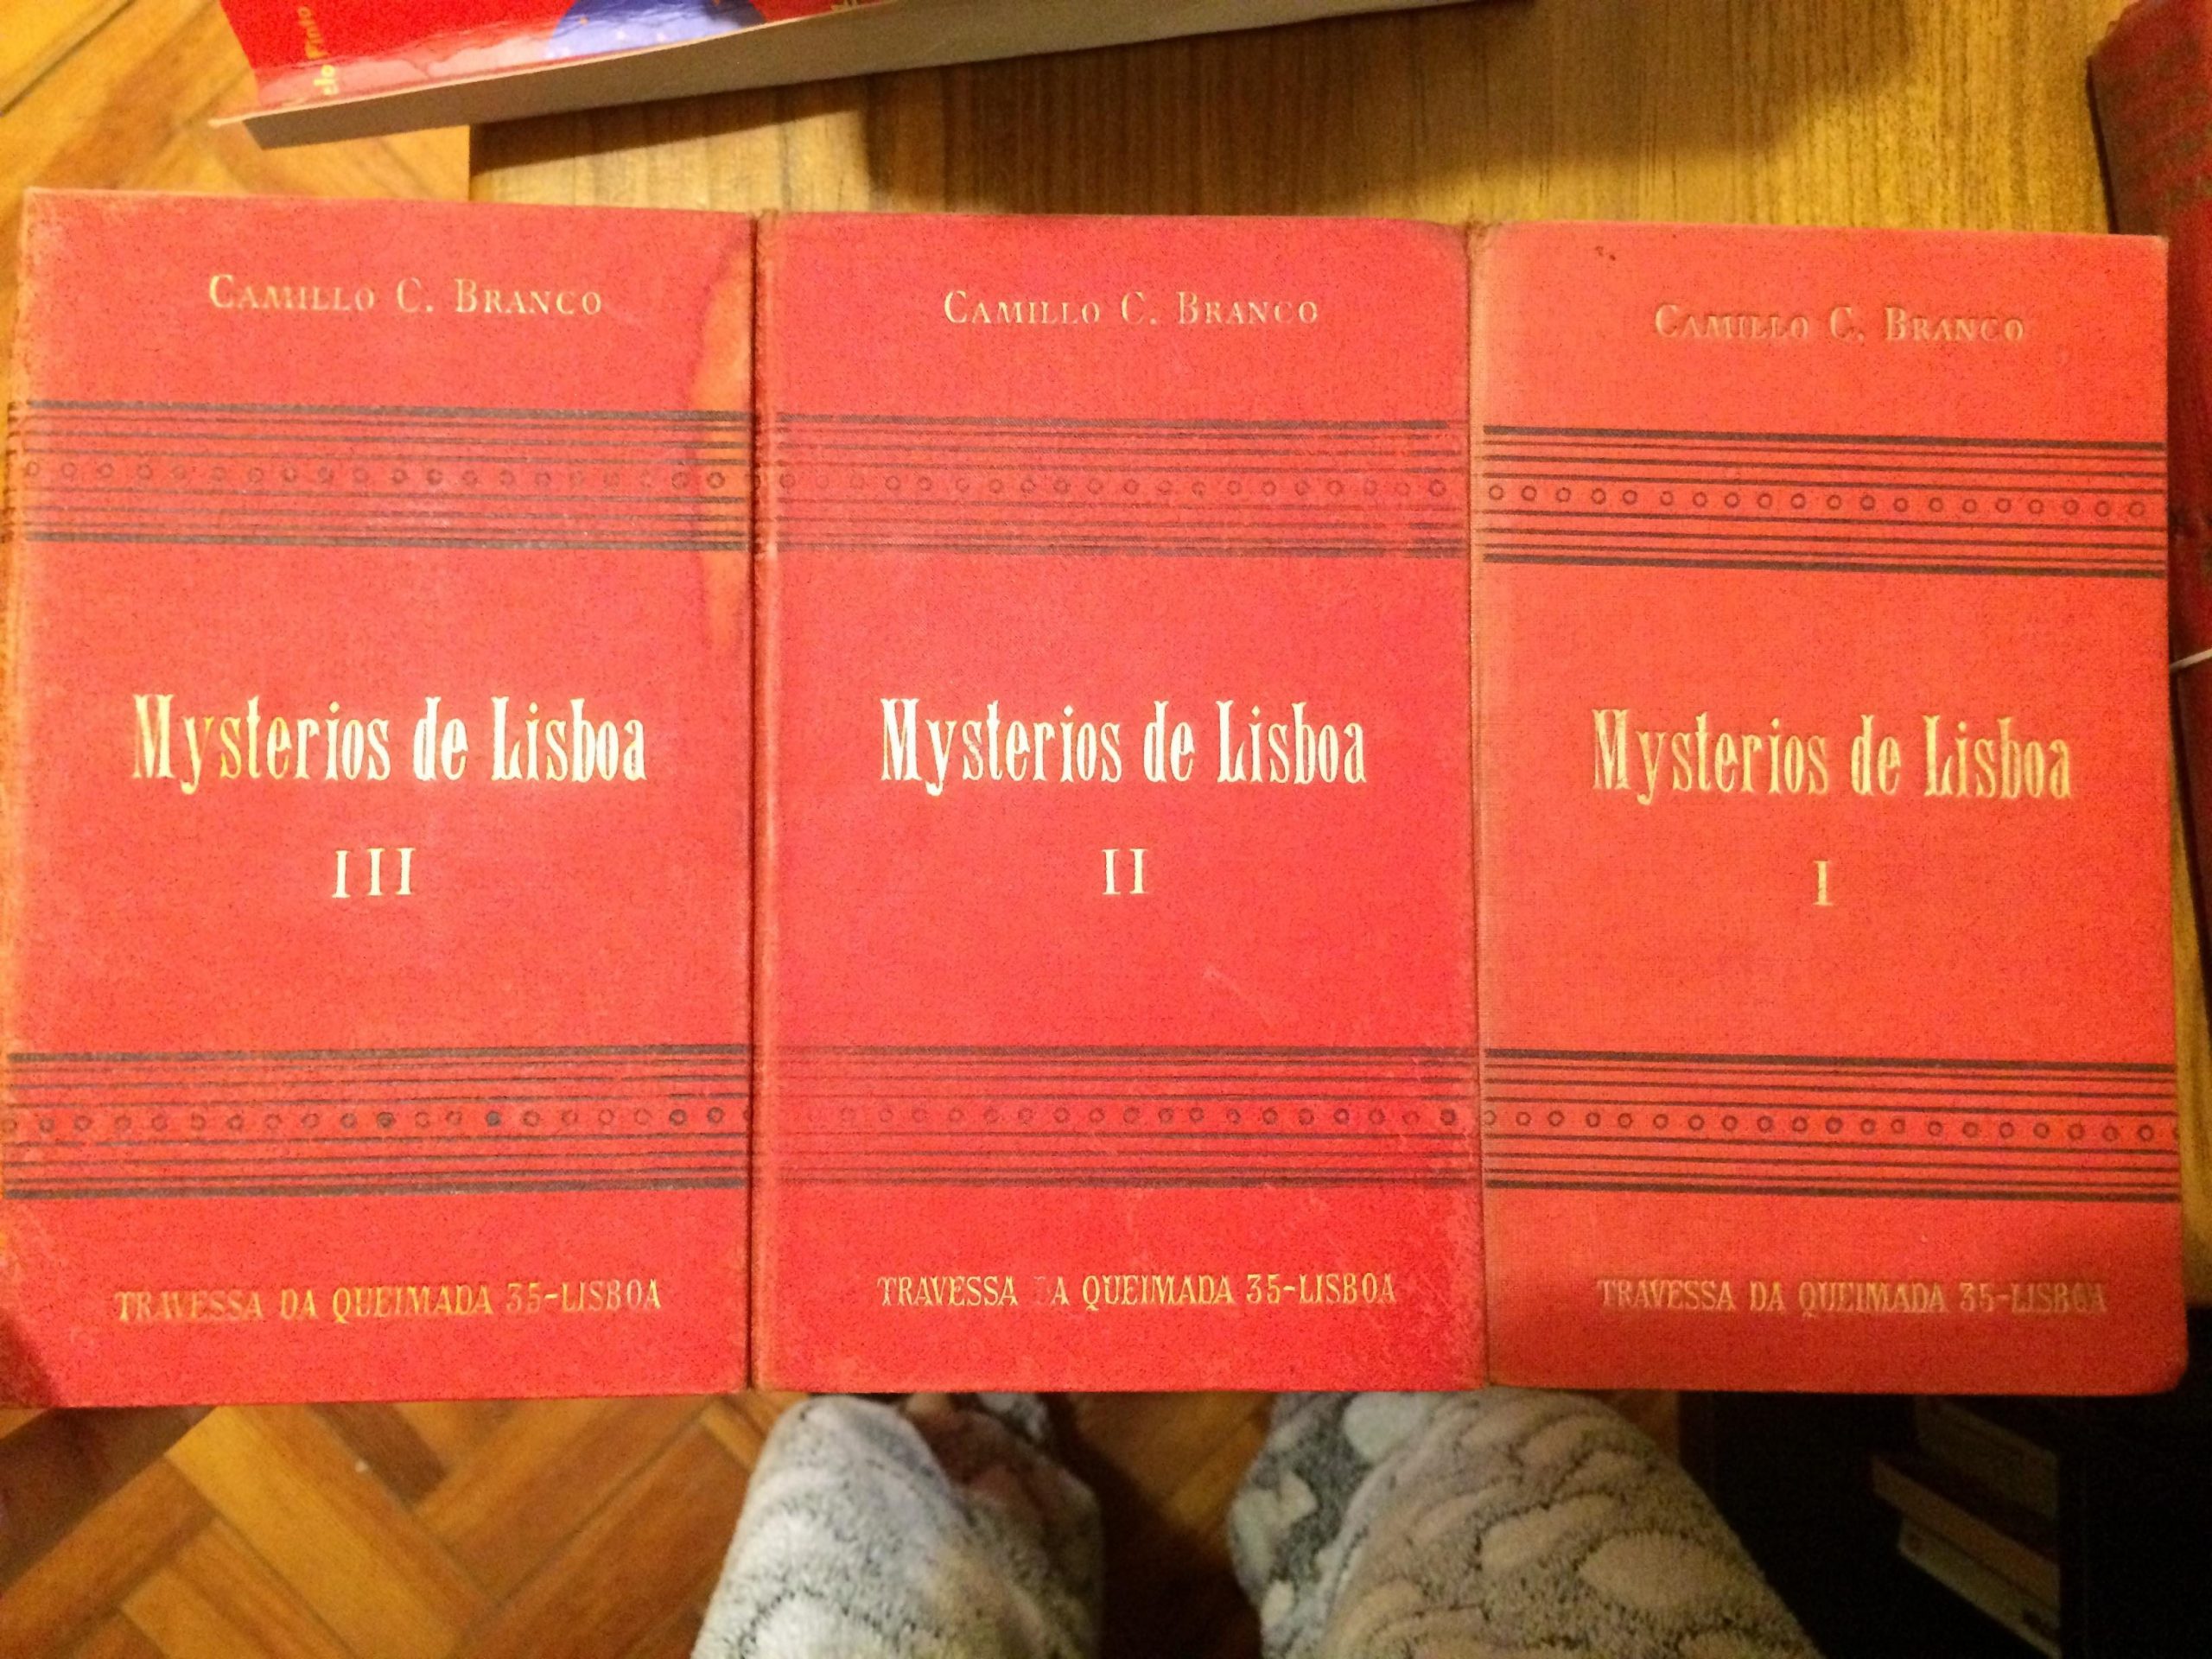 CAMILLO C. BRANCO
Mysterios de Lisboa
III
TRAVESSA DA QUEIMADA 35-LISBOA
CAMILLO C. BRANCO
Mysterios de Lisboa
II
TRAVESSA DA QUEIMADA 35-LISBOA
CAMILLO C. BRANCO
Mysterios de Lisboa
I
TRAVESSA DA QUEIMADA 35-LISBOA